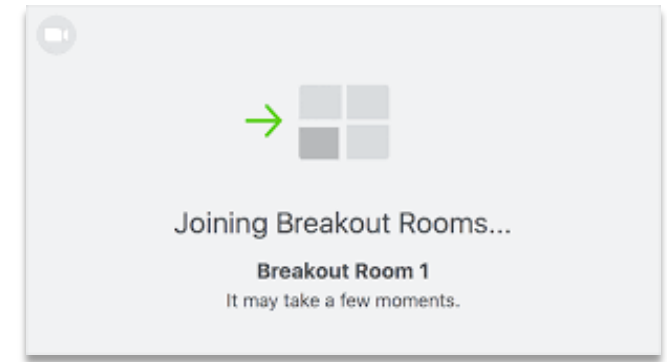 Joining Breakout Rooms...
Breakout Room 1
It may take a few moments.